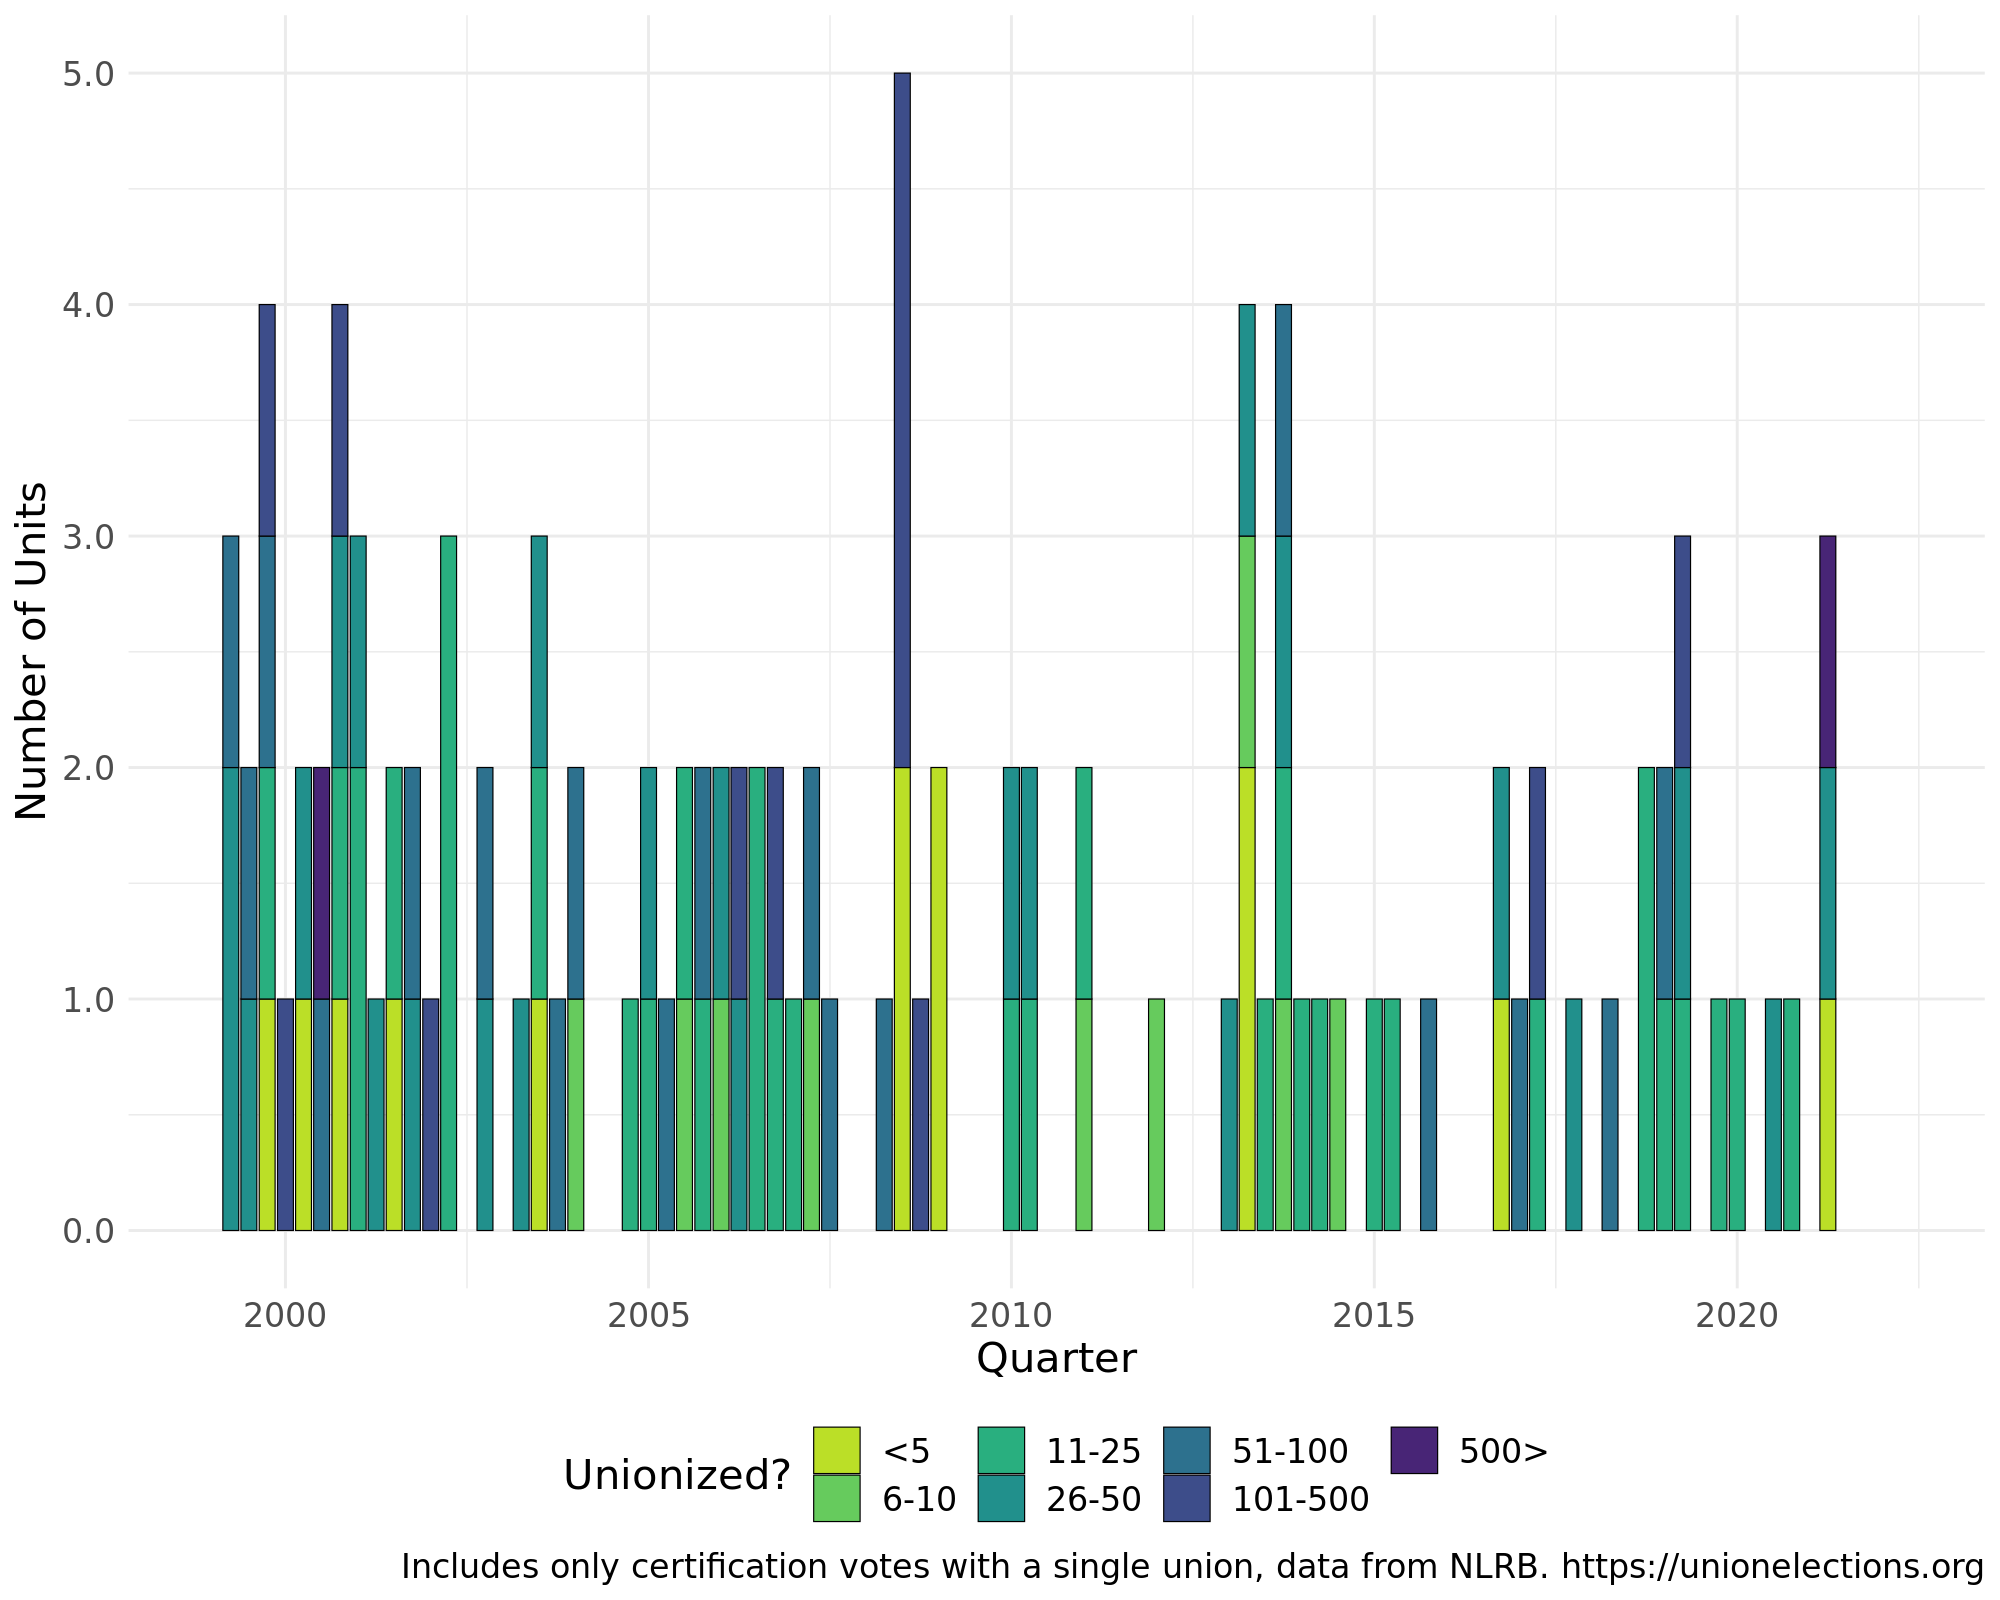 5.0
4.0
3.0
2.0
1.0
0.0
Number of Units
2000 2005 2010 2015 2020
Quarter
Unionized?
<5 11-25 51-100 500>
6-10 26-50 101-500
Includes only certification votes with a single union, data from NLRB. https://unionelections.org